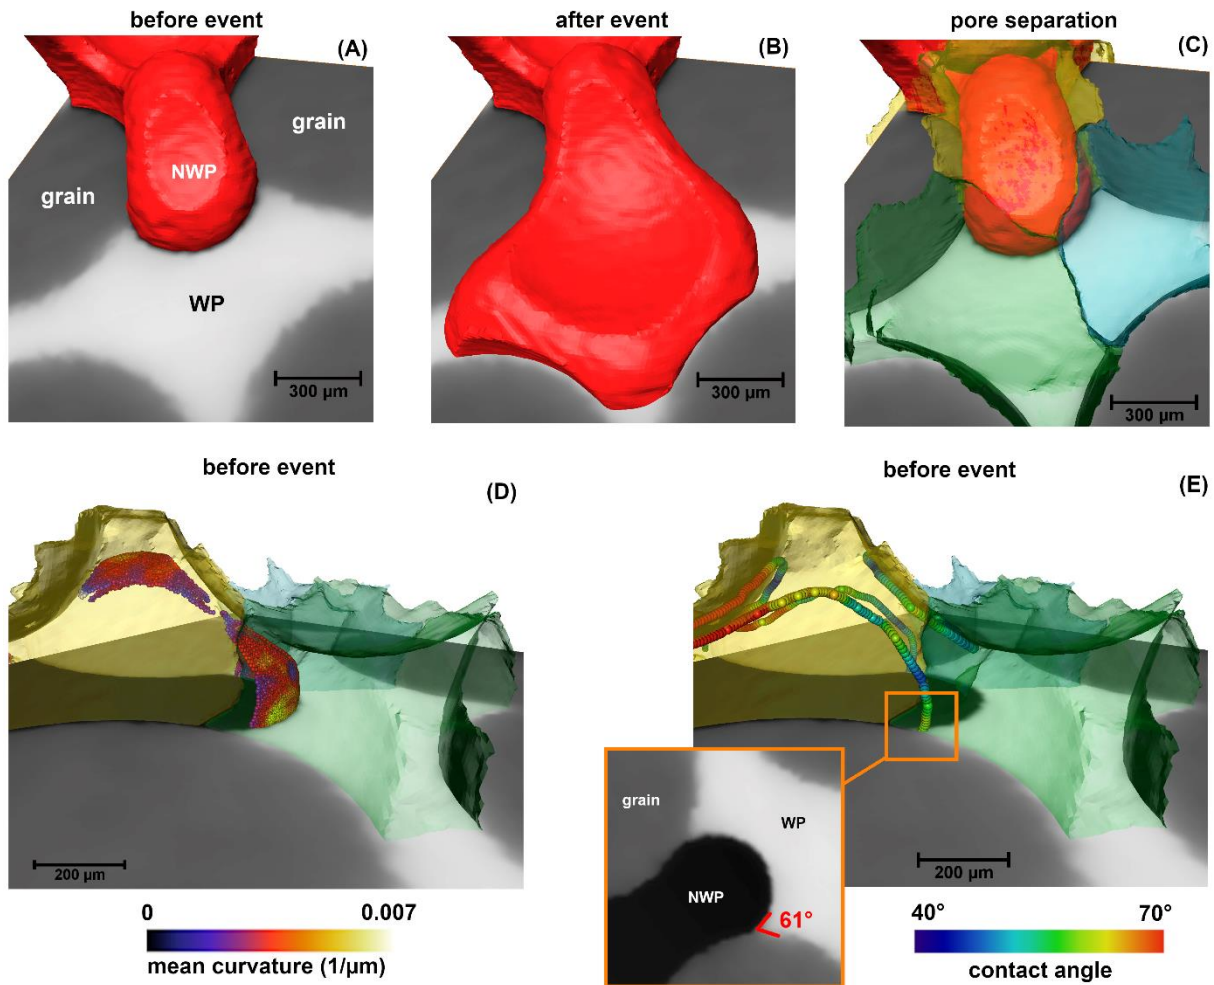 before event
after event
pore separation
(A)
(B)
(C)
grain
grain
NWP
WP
300 µm
300 µm
300 µm
before event
before event
(D)
(E)
200 µm
200 µm
grain
WP
NWP
61°
0
0.007
mean curvature (1/µm)
40°
70°
contact angle